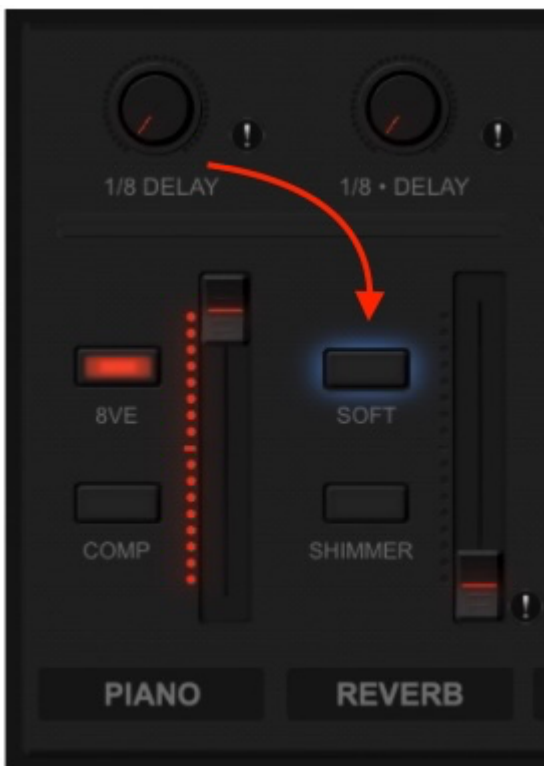 1/8 DELAY
1/8 • DELAY
8VE
SOFT
COMP
SHIMMER
PIANO
REVERB